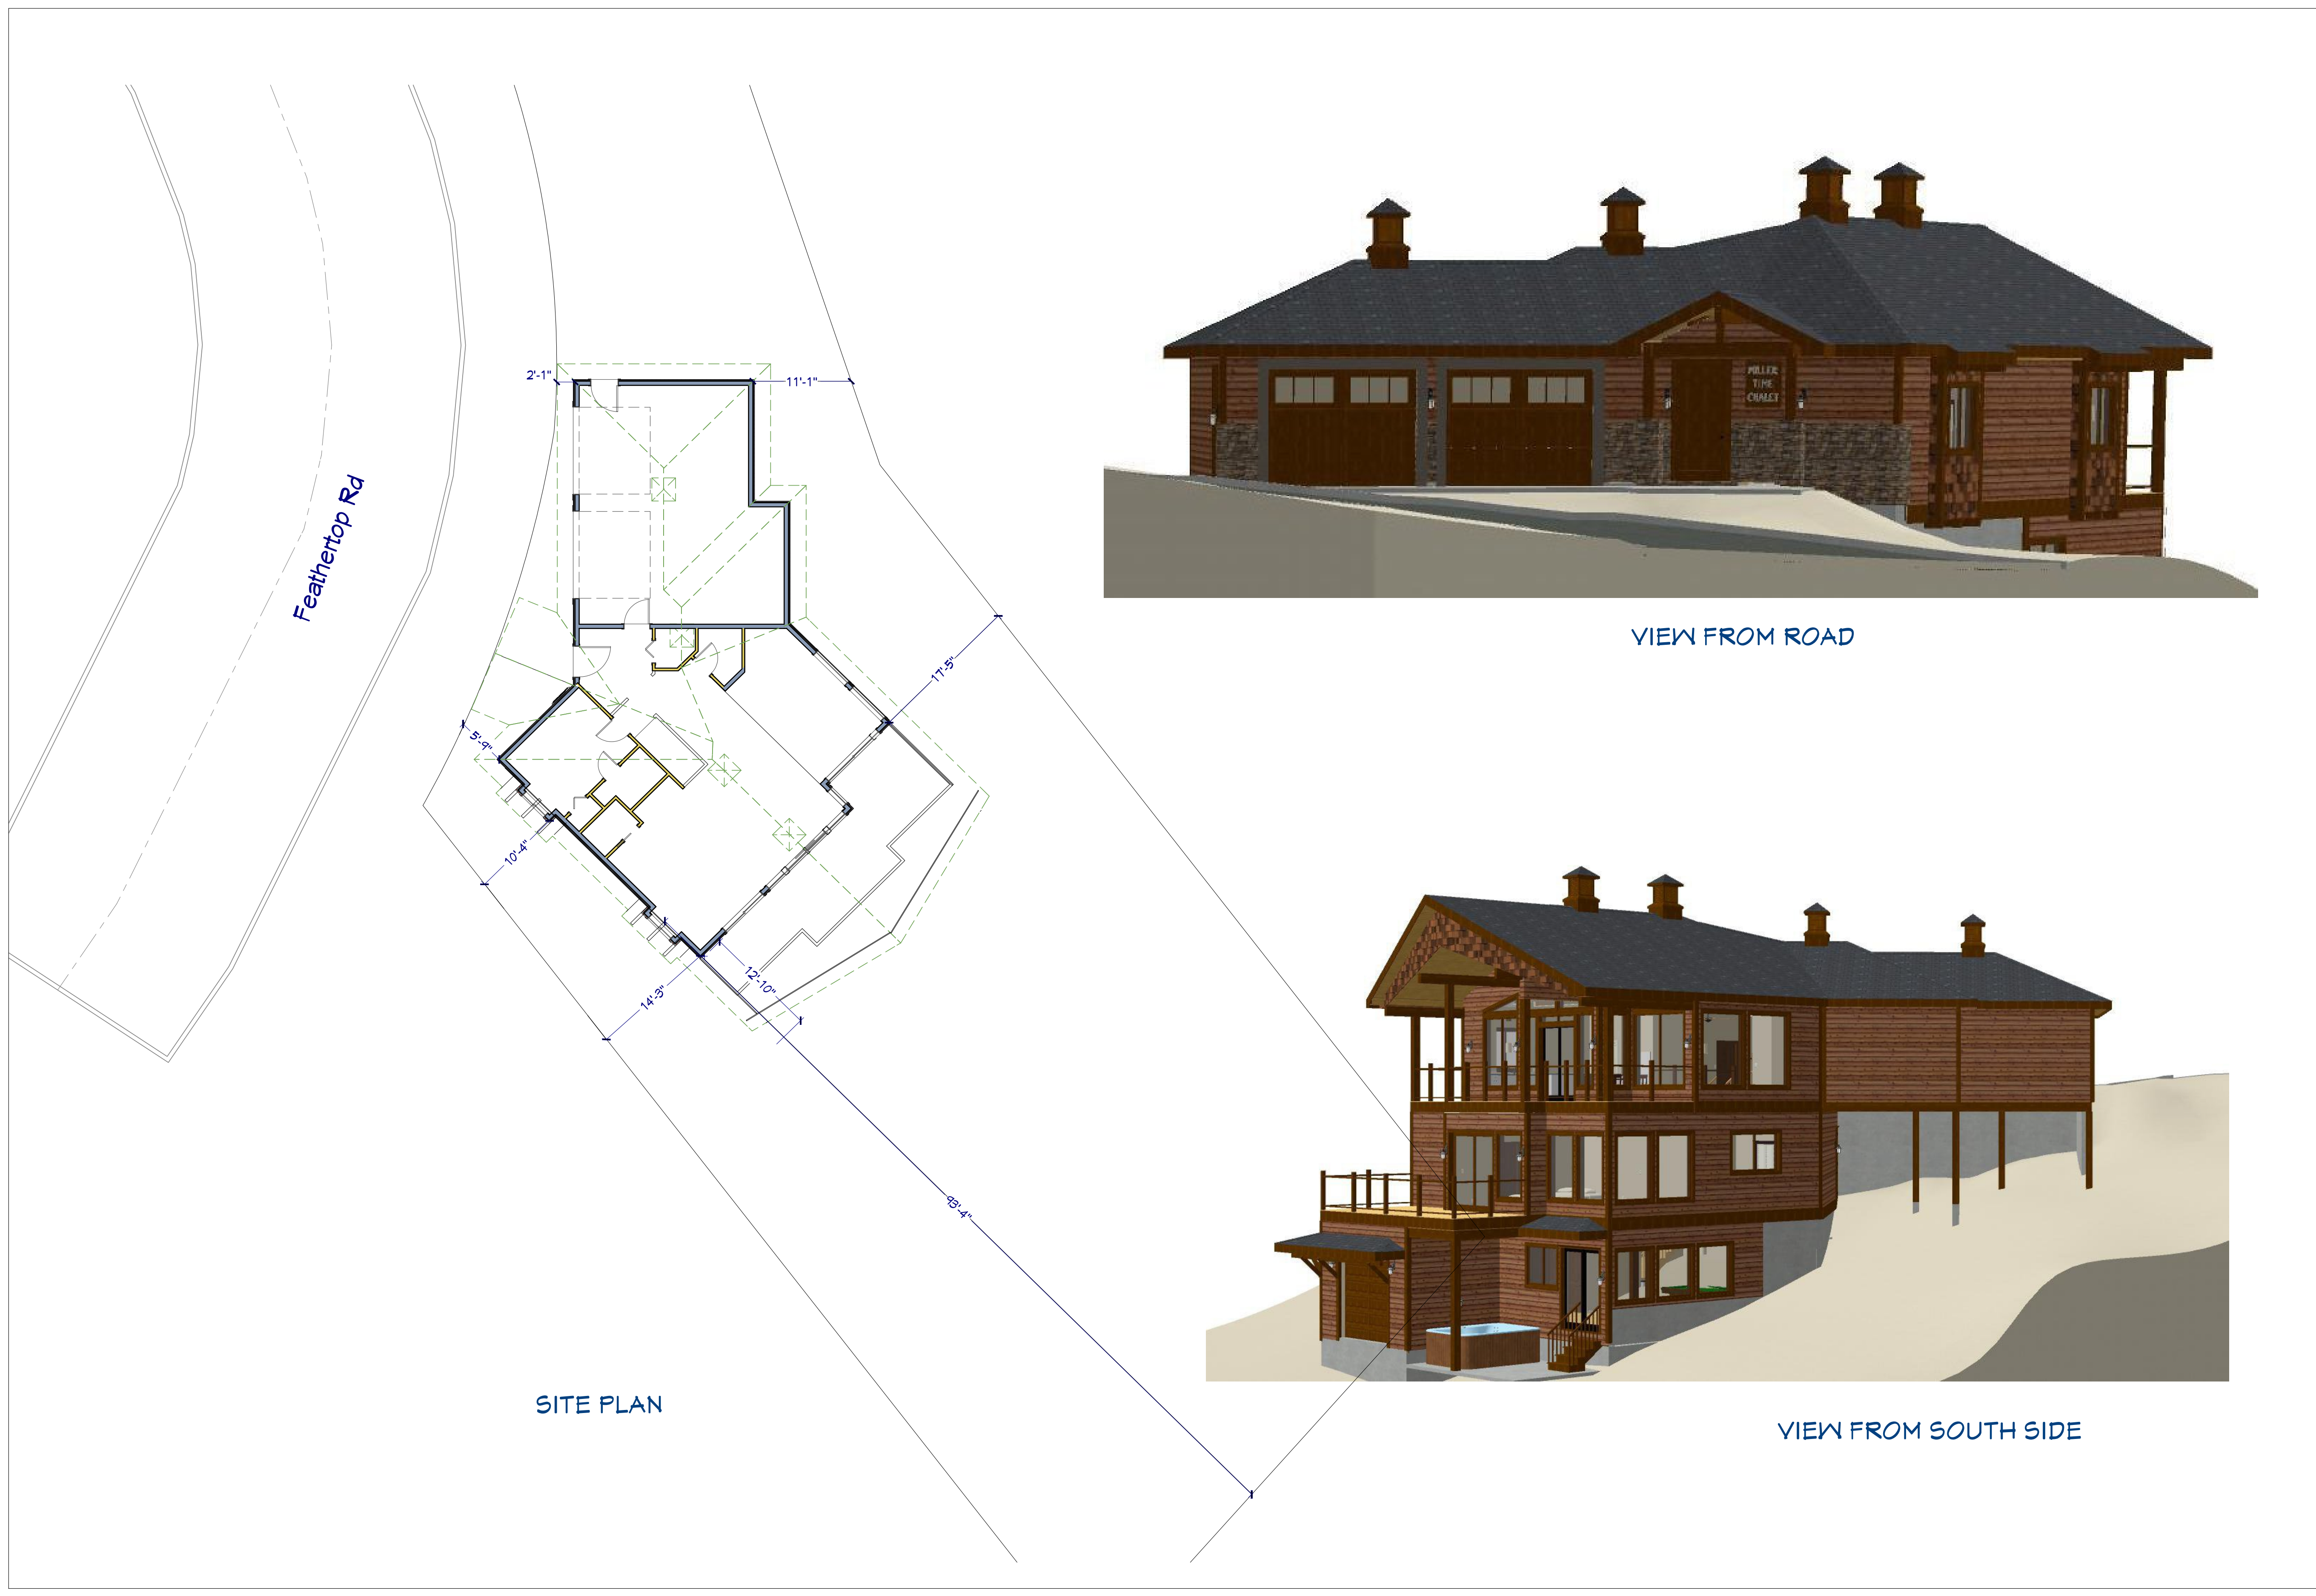 2'-1"
11'-1"
Feathertop Rd
17'-5"
5'-9"
10'-4"
14'-3"
12'-10"
93'-4"
SITE PLAN
MILLER
TIME
CHALET
VIEW FROM ROAD
VIEW FROM SOUTH SIDE